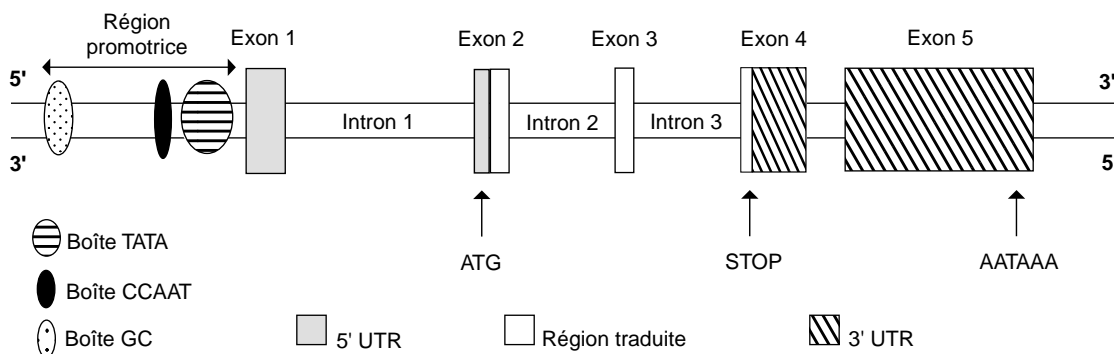 Région
promotrice
Exon 1
Exon 2
Exon 3
Exon 4
Exon 5
5'
3'
Intron 1
Intron 2
Intron 3
3'
5'
ATG
STOP
AATAAA
Boîte TATA
Boîte CCAAT
Boîte GC
5' UTR
Région traduite
3' UTR